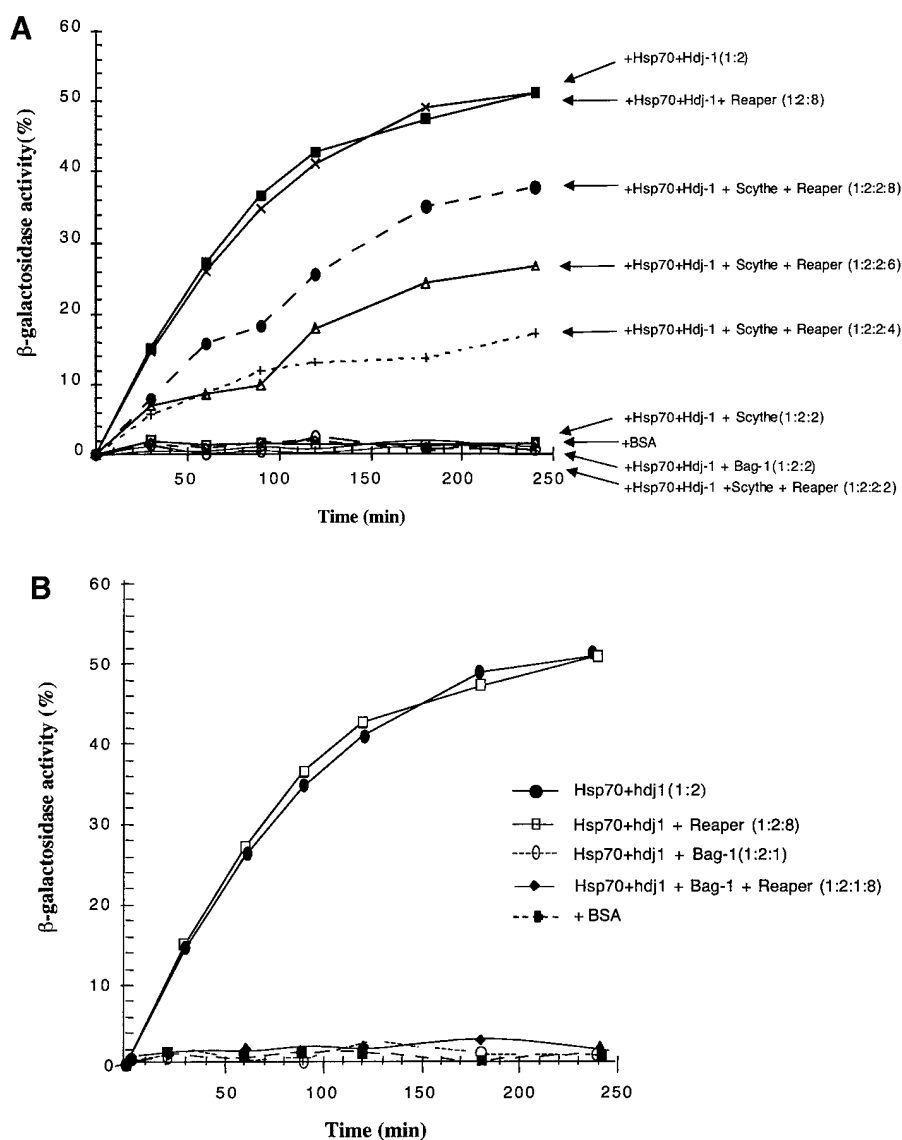 A
60
50
40
30
20
10
0
β-galactosidase activity(%)
50
100
150
200
250
Time (min)
+Hsp70+Hdj-1(1:2)
+Hsp70+Hdj-1+ Reaper (1:2:8)
+Hsp70+Hdj-1 + Scythe + Reaper (1:2:2:8)
+Hsp70+Hdj-1 + Scythe + Reaper (1:2:2:6)
+Hsp70+Hdj-1 + Scythe + Reaper (1:2:2:4)
+Hsp70+Hdj-1 + Scythe(1:2:2)
+BSA
+Hsp70+Hdj-1 + Bag-1(1:2:2)
+Hsp70+Hdj-1 +Scythe + Reaper (1:2:2:2)
B
60
50
40
30
20
10
0
β-galactosidase activity (%)
50
100
150
200
250
Time (min)
Hsp70+hdj1(1:2)
Hsp70+hdj1 + Reaper (1:2:8)
Hsp70+hdj1 + Bag-1(1:2:1)
Hsp70+hdj1 + Bag-1 + Reaper (1:2:1:8)
+ BSA